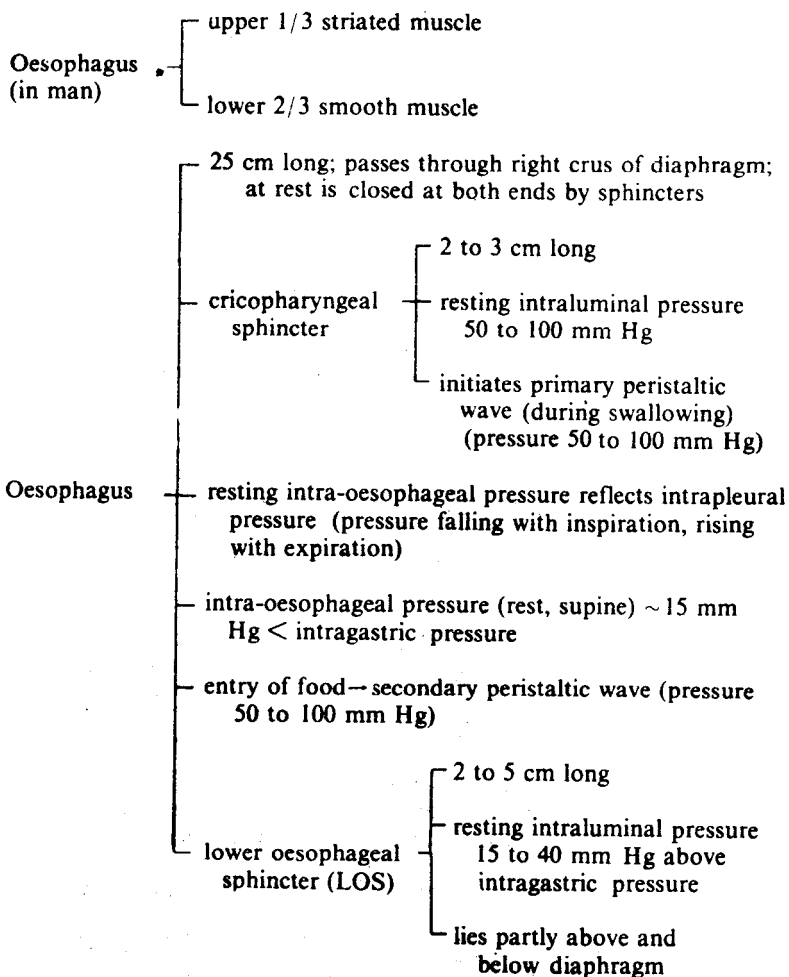 upper 1/3 striated muscle
Oesophagus
(in man)
lower 2/3 smooth muscle
25 cm long; passes through right crus of diaphragm;
at rest is closed at both ends by sphincters
2 to 3 cm long
cricopharyngeal
sphincter
resting intraluminal pressure
50 to 100 mm Hg
initiates primary peristaltic
wave (during swallowing)
(pressure 50 to 100 mm Hg)
Oesophagus
resting intra-oesophageal pressure reflects intrapleural
pressure (pressure falling with inspiration, rising
with expiration)
intra-oesophageal pressure (rest, supine) ~ 15 mm
Hg < intragastric pressure
entry of food→ secondary peristaltic wave (pressure
50 to 100 mm Hg)
2 to 5 cm long
lower oesophageal
sphincter (LOS)
resting intraluminal pressure
15 to 40 mm Hg above
intragastric pressure
lies partly above and
below diaphragm